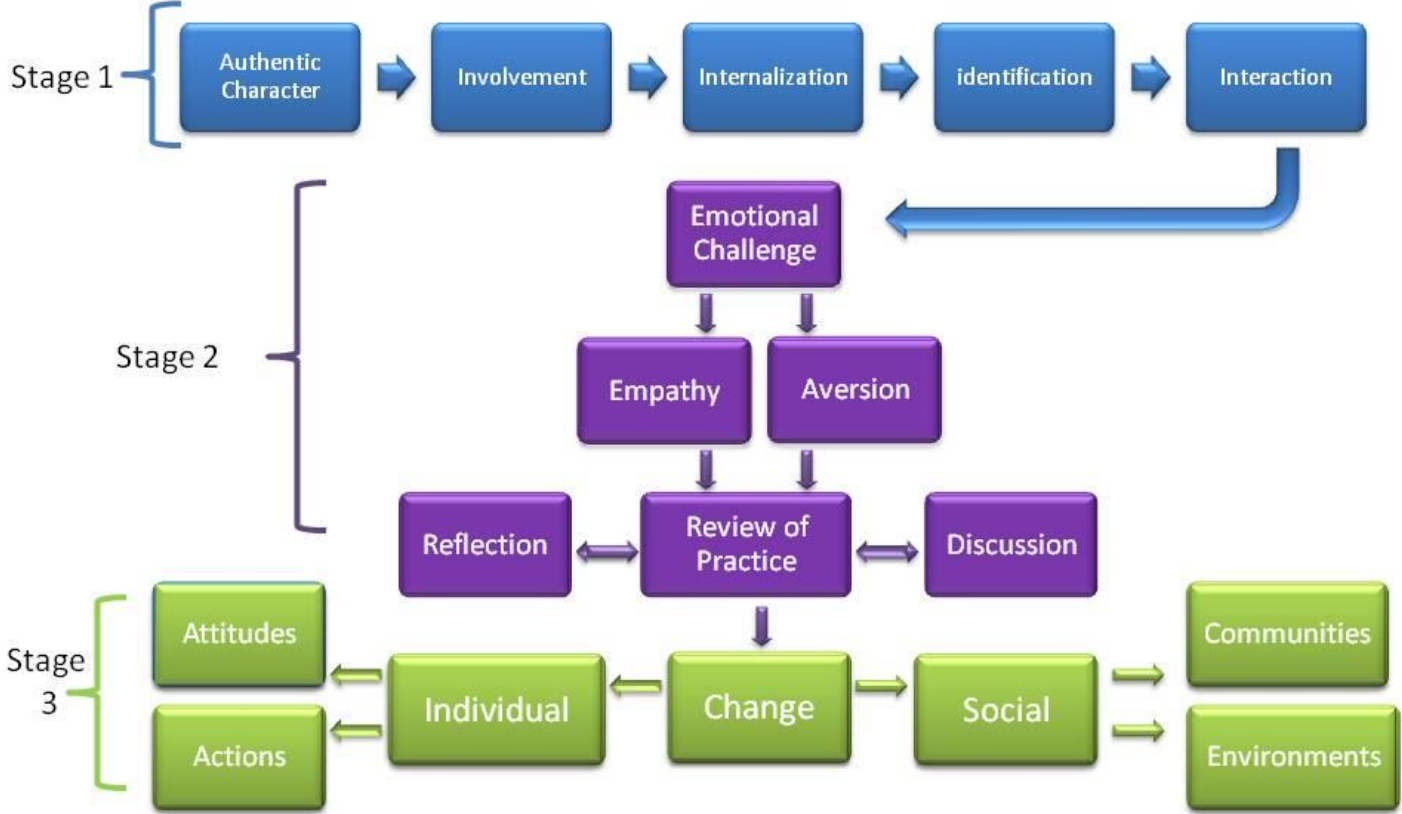 Stage 1
Authentic
Character
Involvement
Internalization
identification
Interaction
Stage 2
Emotional
Challenge
Empathy
Aversion
Reflection
Review of
Practice
Discussion
Stage
3
Attitudes
Actions
Individual
Change
Social
Communities
Environments